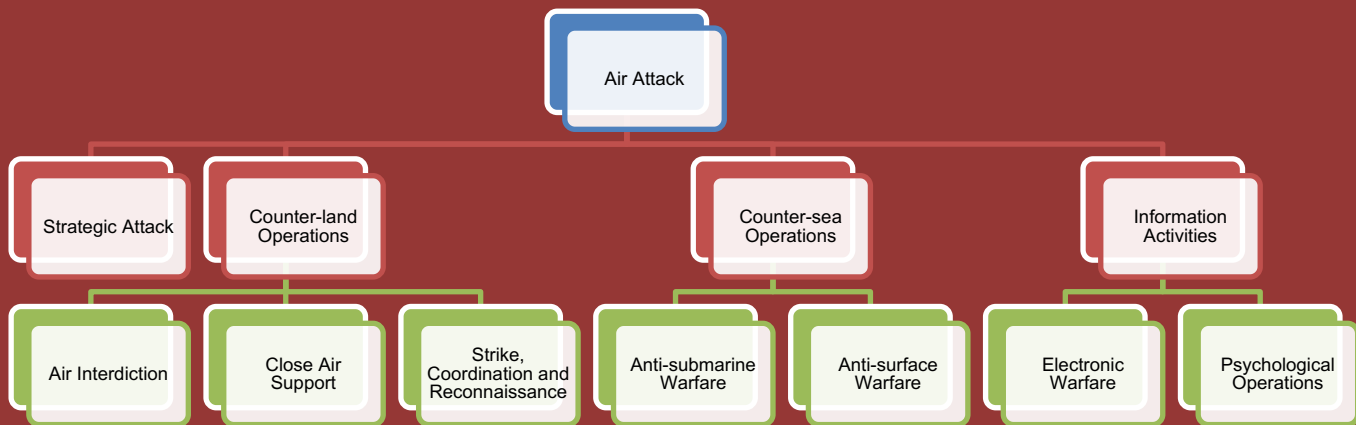 Air Attack
Strategic Attack
Counter-land
Operations
Counter-sea
Operations
Information
Activities
Air Interdiction
Close Air
Support
Strike,
Coordination and
Reconnaissance
Anti-submarine
Warfare
Anti-surface
Warfare
Electronic
Warfare
Psychological
Operations